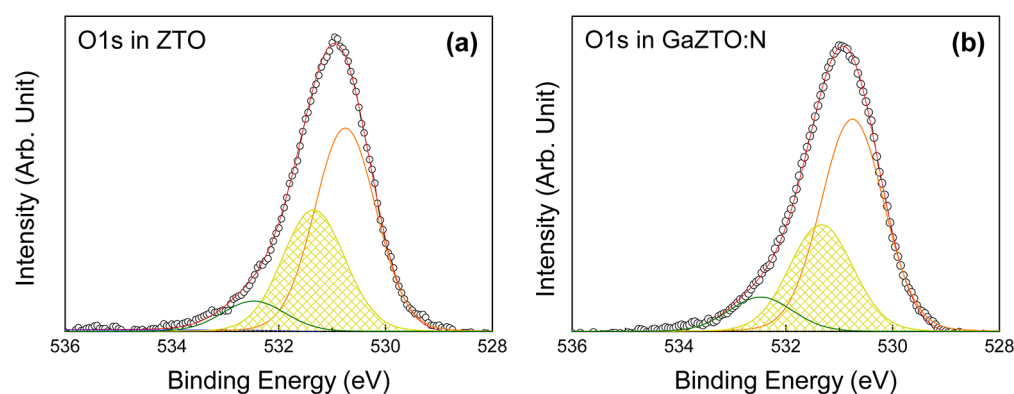 O1s in ZTO
(a)
Intensity (Arb. Unit)
536
534
532
530
528
Binding Energy (eV)
O1s in GaZTO:N
(b)
Intensity (Arb. Unit)
536
534
532
530
528
Binding Energy (eV)